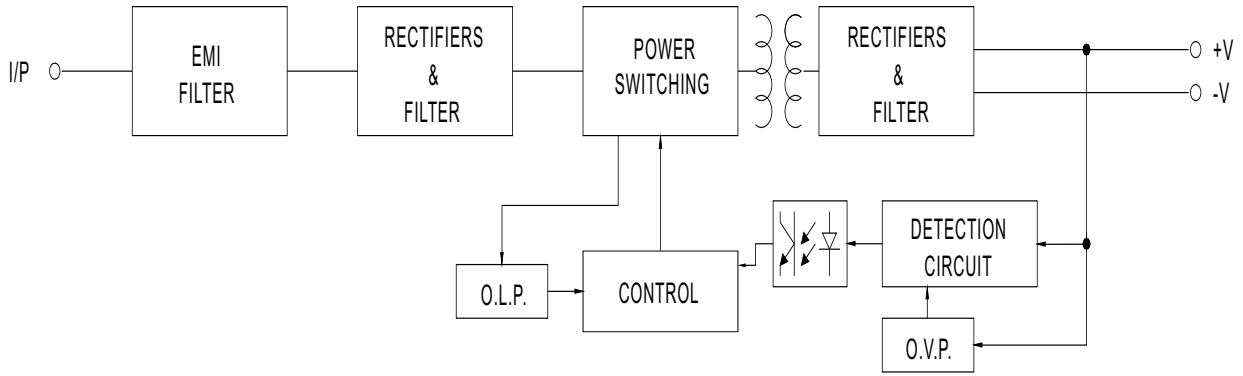 I/P
EMI
FILTER
RECTIFIERS
&
FILTER
POWER
SWITCHING
RECTIFIERS
&
FILTER
+V
-V
O.L.P.
CONTROL
DETECTION
CIRCUIT
O.V.P.